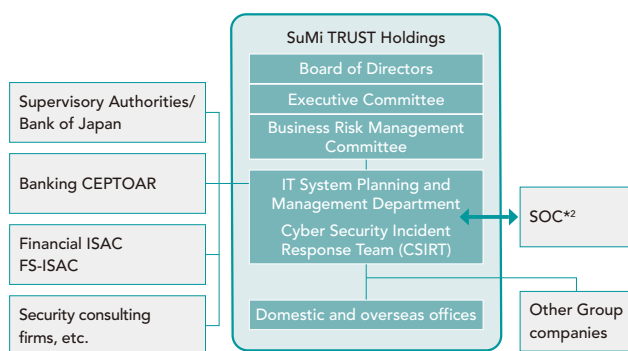 SuMi TRUST Holdings
Board of Directors
Executive Committee
Business Risk Management
Committee
IT System Planning and
Management Department
Cyber Security Incident
Response Team (CSIRT)
Domestic and overseas offices
Supervisory Authorities/
Bank of Japan
Banking CEPTOAR
Financial ISAC
FS-ISAC
Security consulting
firms, etc.
SOC*2
Other Group
companies